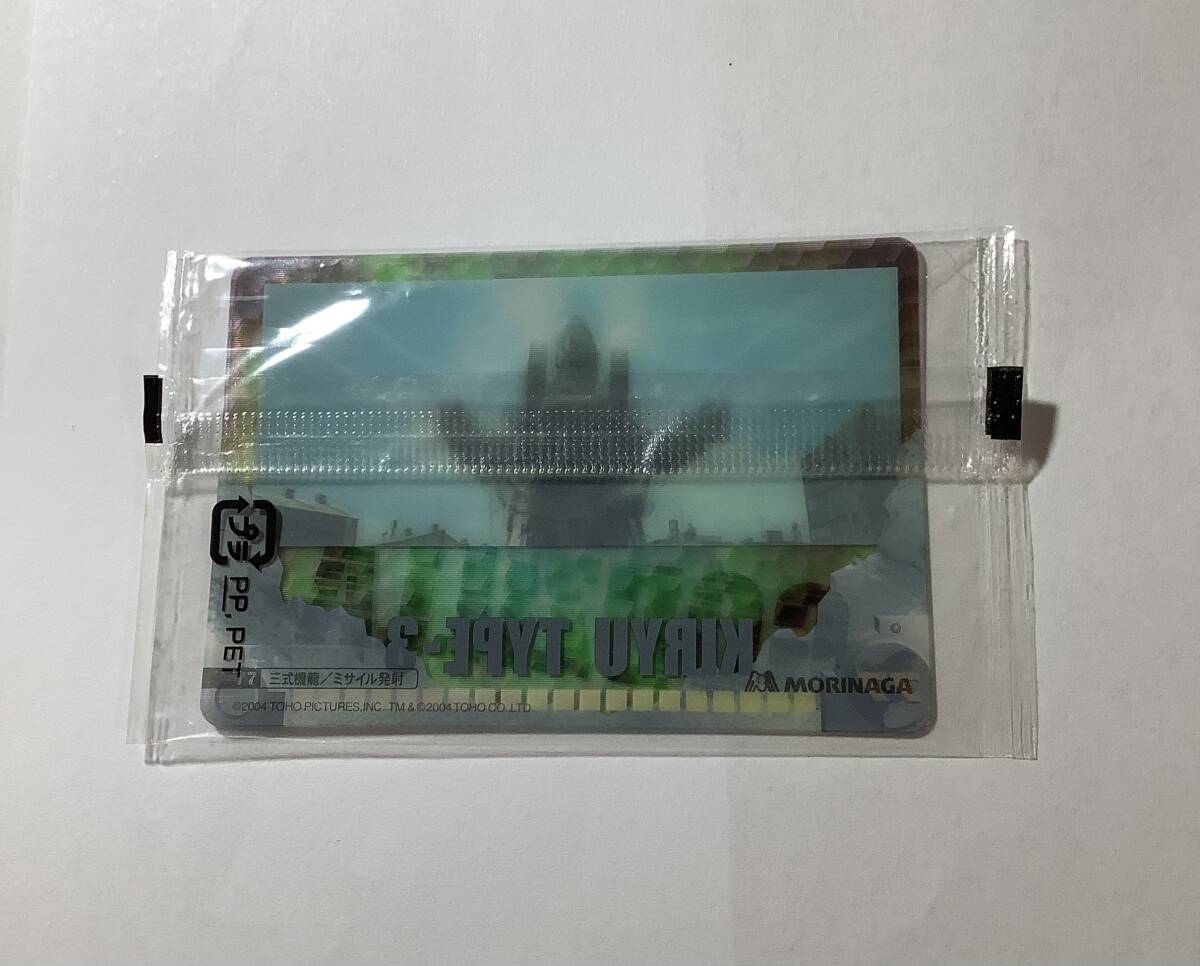 プラ
PP, PET
KIRYU TYPE-3
7 三式機龍/ミサイル発射
MORINAGA
©2004 TOHO PICTURES,INC. TM & ©2004 TOHO CO.,LTD.